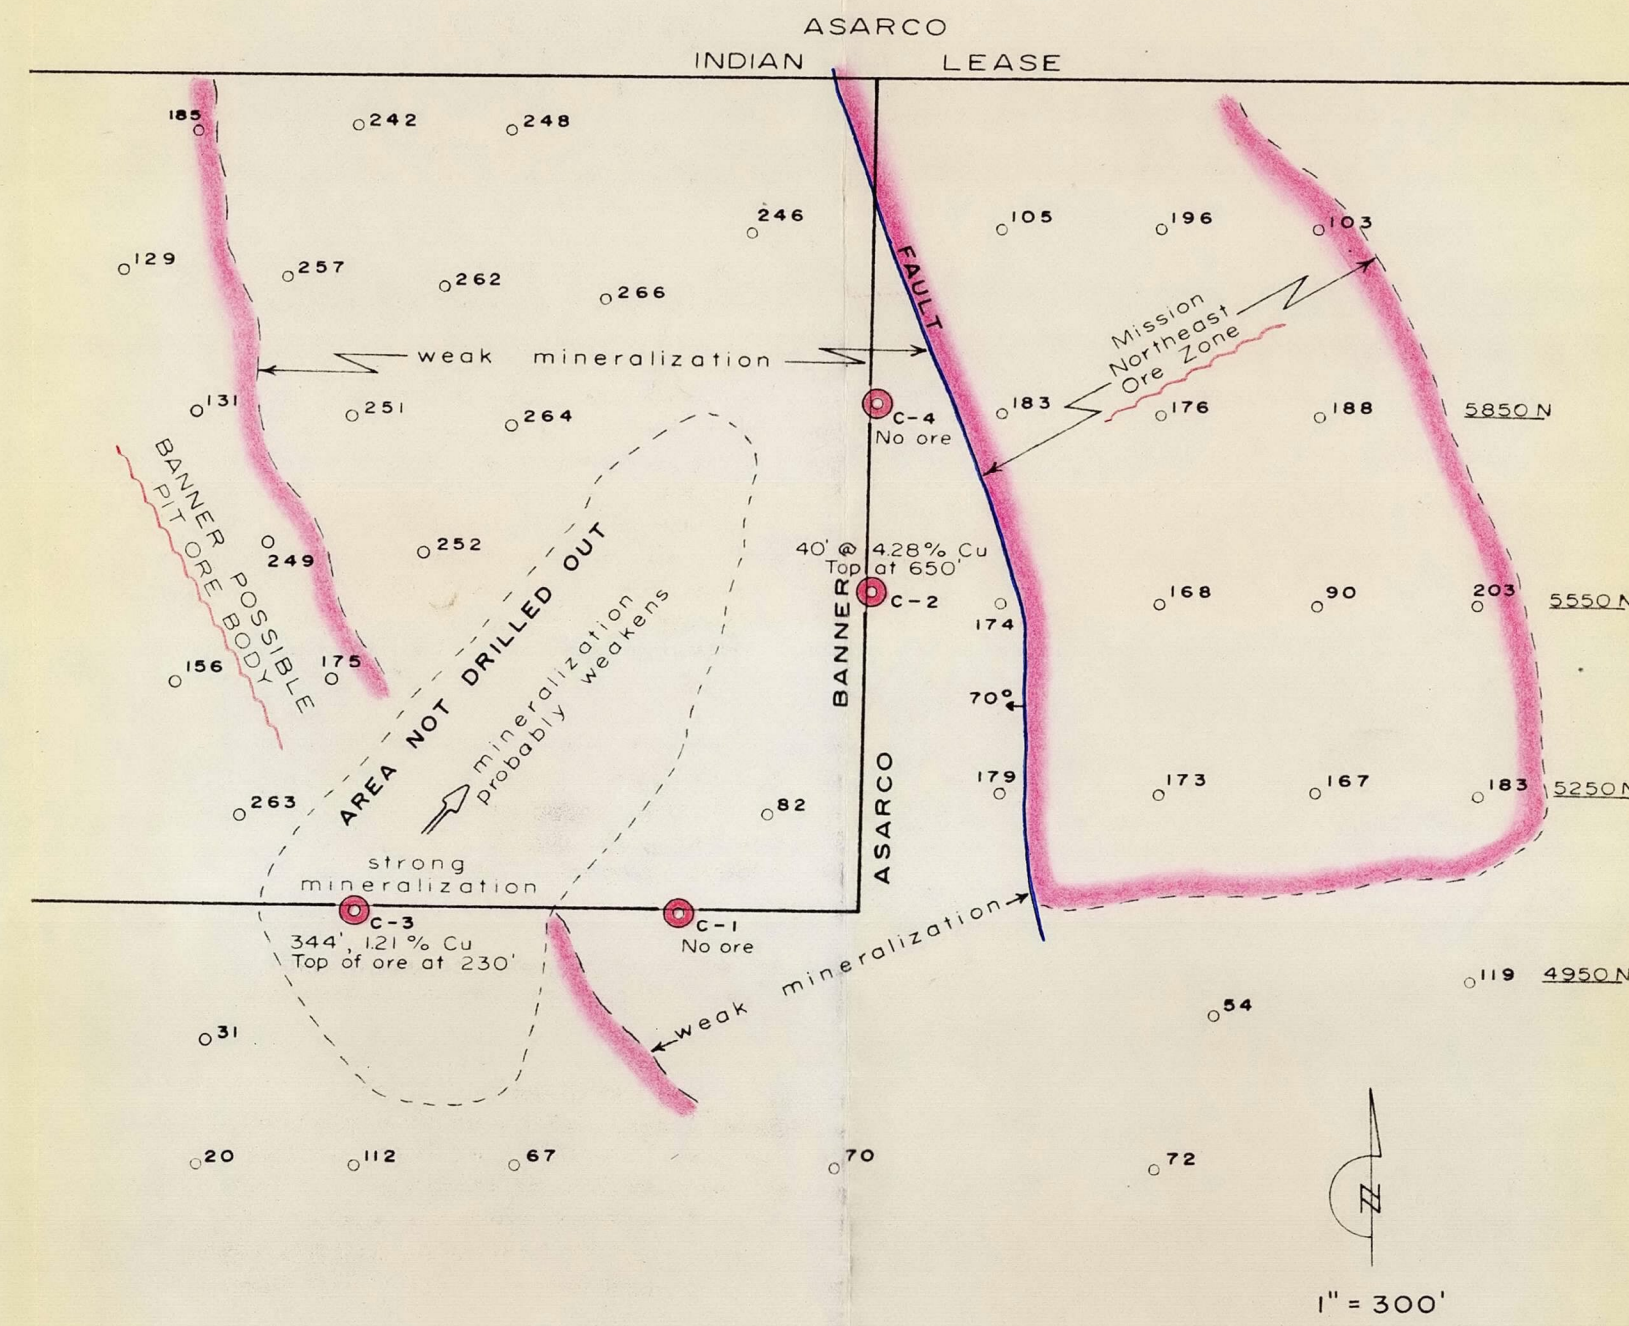 ASARCO
INDIAN LEASE
185
242
248
246
105
196
103
129
257
262
266
FAULT
Mission
Northeast
Ore Zone
weak mineralization
131
251
264
C-4
No ore
183
176
188
5850 N
BANNER POSSIBLE
PIT ORE BODY
249
252
AREA NOT DRILLED OUT
mineralization
probably weakens
40' @ 4.28% Cu
Top at 650'
C-2
BANNER
ASARCO
174
168
90
203
5550 N
156
175
70°
263
82
179
173
167
183
5250 N
strong
mineralization
C-3
344', 1.21 % Cu
Top of ore at 230'
C-1
No ore
weak mineralization
119
4950 N
54
31
20
112
67
70
72
N
1" = 300'